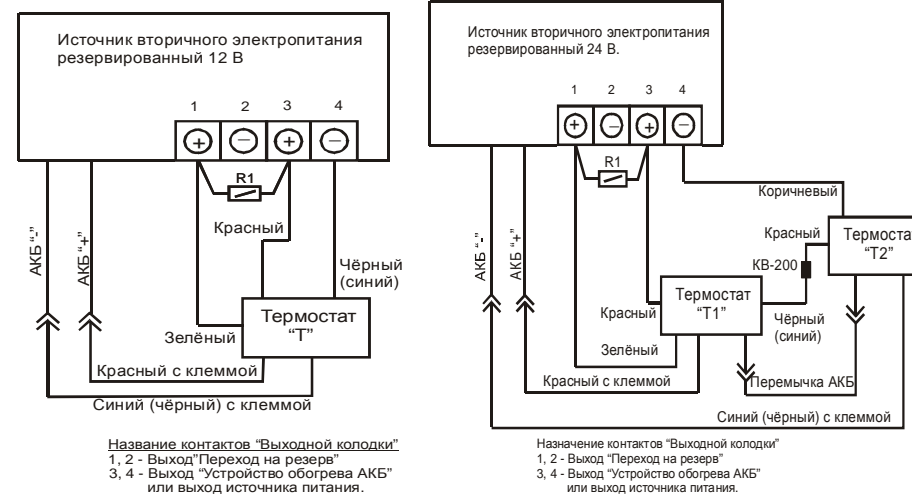 Источник вторичного электропитания
резервированный 12 В
1 2 3 4
+ − + −
R1
Красный
АКБ “-”
АКБ “+”
Чёрный
(синий)
Термостат
“Т”
Зелёный
Красный с клеммой
Синий (чёрный) с клеммой
Название контактов “Выходной колодки”
1, 2 - Выход”Переход на резерв”
3, 4 - Выход “Устройство обогрева АКБ”
или выход источника питания.
Источник вторичного электропитания
резервированный 24 В.
1 2 3 4
+ − + −
R1
Коричневый
АКБ “-”
АКБ “+”
Красный
Термостат
“Т2”
КВ-200
Термостат
“Т1”
Красный
Чёрный
(синий)
Зелёный
Красный с клеммой
Перемычка АКБ
Синий (чёрный) с клеммой
Назначение контактов “Выходной колодки”
1, 2 - Выход “Переход на резерв”
3, 4 - Выход “Устройство обогрева АКБ”
или выход источника питания.